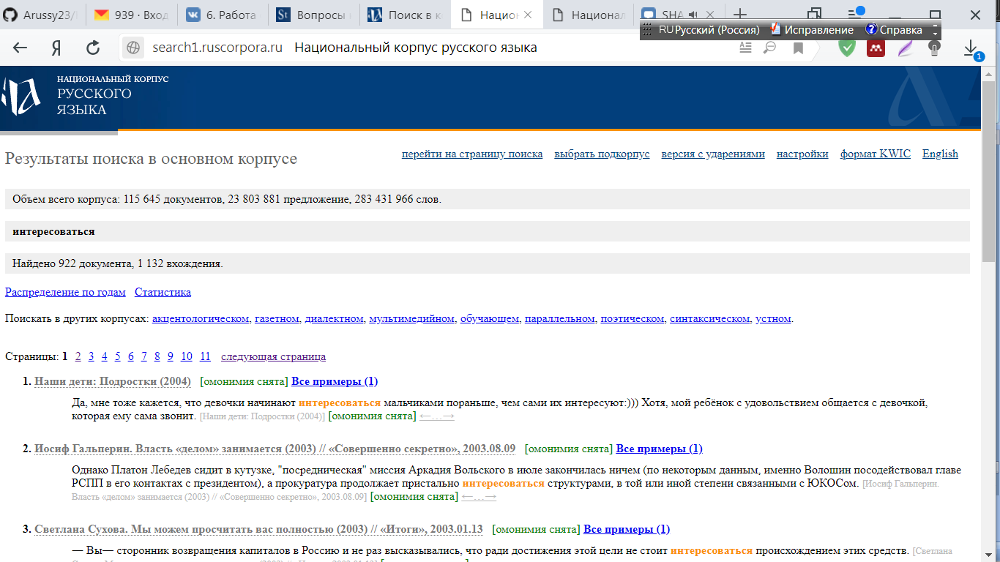 Arussy23/
939 · Вход
6. Работа
Вопросы
Поиск в к
Национ
Националь
SHA
RU Русский (Россия) Исправление Справка
Я search1.ruscorpora.ru Национальный корпус русского языка
1
НАЦИОНАЛЬНЫЙ КОРПУС
РУССКОГО
ЯЗЫКА
Результаты поиска в основном корпусе
перейти на страницу поиска выбрать подкорпус версия с ударениями настройки формат KWIC English
Объем всего корпуса: 115 645 документов, 23 803 881 предложение, 283 431 966 слов.
интересоваться
Найдено 922 документа, 1 132 вхождения.
Распределение по годам Статистика
Поискать в других корпусах: акцентологическом, газетном, диалектном, мультимедийном, обучающем, параллельном, поэтическом, синтаксическом, устном.
Страницы: 1 2 3 4 5 6 7 8 9 10 11 следующая страница
1. Наши дети: Подростки (2004) [омонимия снята] Все примеры (1)
Да, мне тоже кажется, что девочки начинают интересоваться мальчиками пораньше, чем сами их интересуют:))) Хотя, мой ребёнок с удовольствием общается с девочкой,
которая ему сама звонит. [Наши дети: Подростки (2004)] [омонимия снята] ←…→
2. Иосиф Гальперин. Власть «делом» занимается (2003) // «Совершенно секретно», 2003.08.09 [омонимия снята] Все примеры (1)
Однако Платон Лебедев сидит в кутузке, "посредническая" миссия Аркадия Вольского в июле закончилась ничем (по некоторым данным, именно Волошин посодействовал главе
РСПП в его контактах с президентом), а прокуратура продолжает пристально интересоваться структурами, в той или иной степени связанными с ЮКОСом. [Иосиф Гальперин.
Власть «делом» занимается (2003) // «Совершенно секретно», 2003.08.09] [омонимия снята] ←…→
3. Светлана Сухова. Мы можем просчитать вас полностью (2003) // «Итоги», 2003.01.13 [омонимия снята] Все примеры (1)
— Вы— сторонник возвращения капиталов в Россию и не раз высказывались, что ради достижения этой цели не стоит интересоваться происхождением этих средств. [Светлана